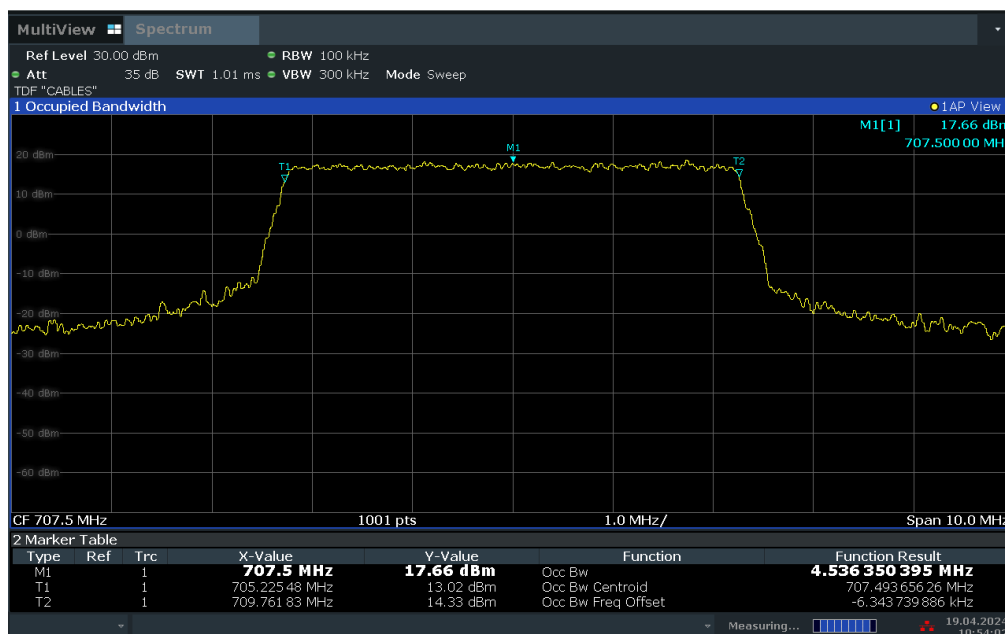 MultiView Spectrum
Ref Level 30.00 dBm RBW 100 kHz
Att 35 dB SWT 1.01 ms VBW 300 kHz Mode Sweep
TDF "CABLES"
1 Occupied Bandwidth 1AP View
M1[1] 17.66 dBm
707.500 00 MH
M1
20 dBm
T1 T2
10 dBm
0 dBm
-10 dBm
-20 dBm
-30 dBm
-40 dBm
-50 dBm
-60 dBm
CF 707.5 MHz 1001 pts 1.0 MHz/ Span 10.0 MHz
2 Marker Table
Type Ref Trc X-Value Y-Value Function Function Result
M1 1 707.5 MHz 17.66 dBm Occ Bw 4.536 350 395 MHz
T1 1 705.225 48 MHz 13.02 dBm Occ Bw Centroid 707.493 656 26 MHz
T2 1 709.761 83 MHz 14.33 dBm Occ Bw Freq Offset -6.343 739 886 kHz
Measuring... 19.04.2024